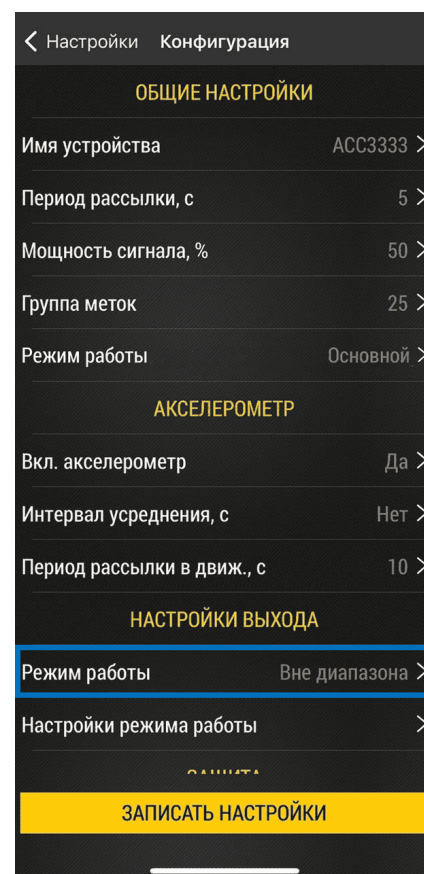 Настройки Конфигурация
ОБЩИЕ НАСТРОЙКИ
Имя устройства ACC3333
Период рассылки, с 5
Мощность сигнала, % 50
Группа меток 25
Режим работы Основной
АКСЕЛЕРОМЕТР
Вкл. акселерометр Да
Интервал усреднения, с Нет
Период рассылки в движ., с 10
НАСТРОЙКИ ВЫХОДА
Режим работы Вне диапазона
Настройки режима работы
ЗАПИСАТЬ НАСТРОЙКИ